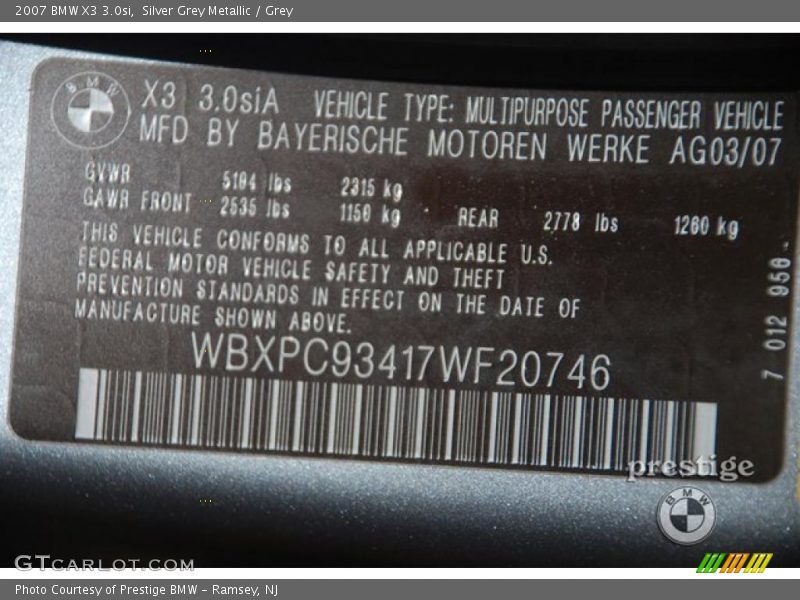 2007 BMW X3 3.0si, Silver Grey Metallic / Grey
BMW
X3 3.0siA VEHICLE TYPE: MULTIPURPOSE PASSENGER VEHICLE
MFD BY BAYERISCHE MOTOREN WERKE AG03/07
GVWR 5104 lbs 2315 kg
GAWR FRONT 2535 lbs 1150 kg REAR 2778 lbs 1260 kg
THIS VEHICLE CONFORMS TO ALL APPLICABLE U.S.
FEDERAL MOTOR VEHICLE SAFETY AND THEFT
PREVENTION STANDARDS IN EFFECT ON THE DATE OF
MANUFACTURE SHOWN ABOVE.
WBXPC93417WF20746
7 012 950
prestige
BMW
GTCARLOT.COM
Photo Courtesy of Prestige BMW - Ramsey, NJ